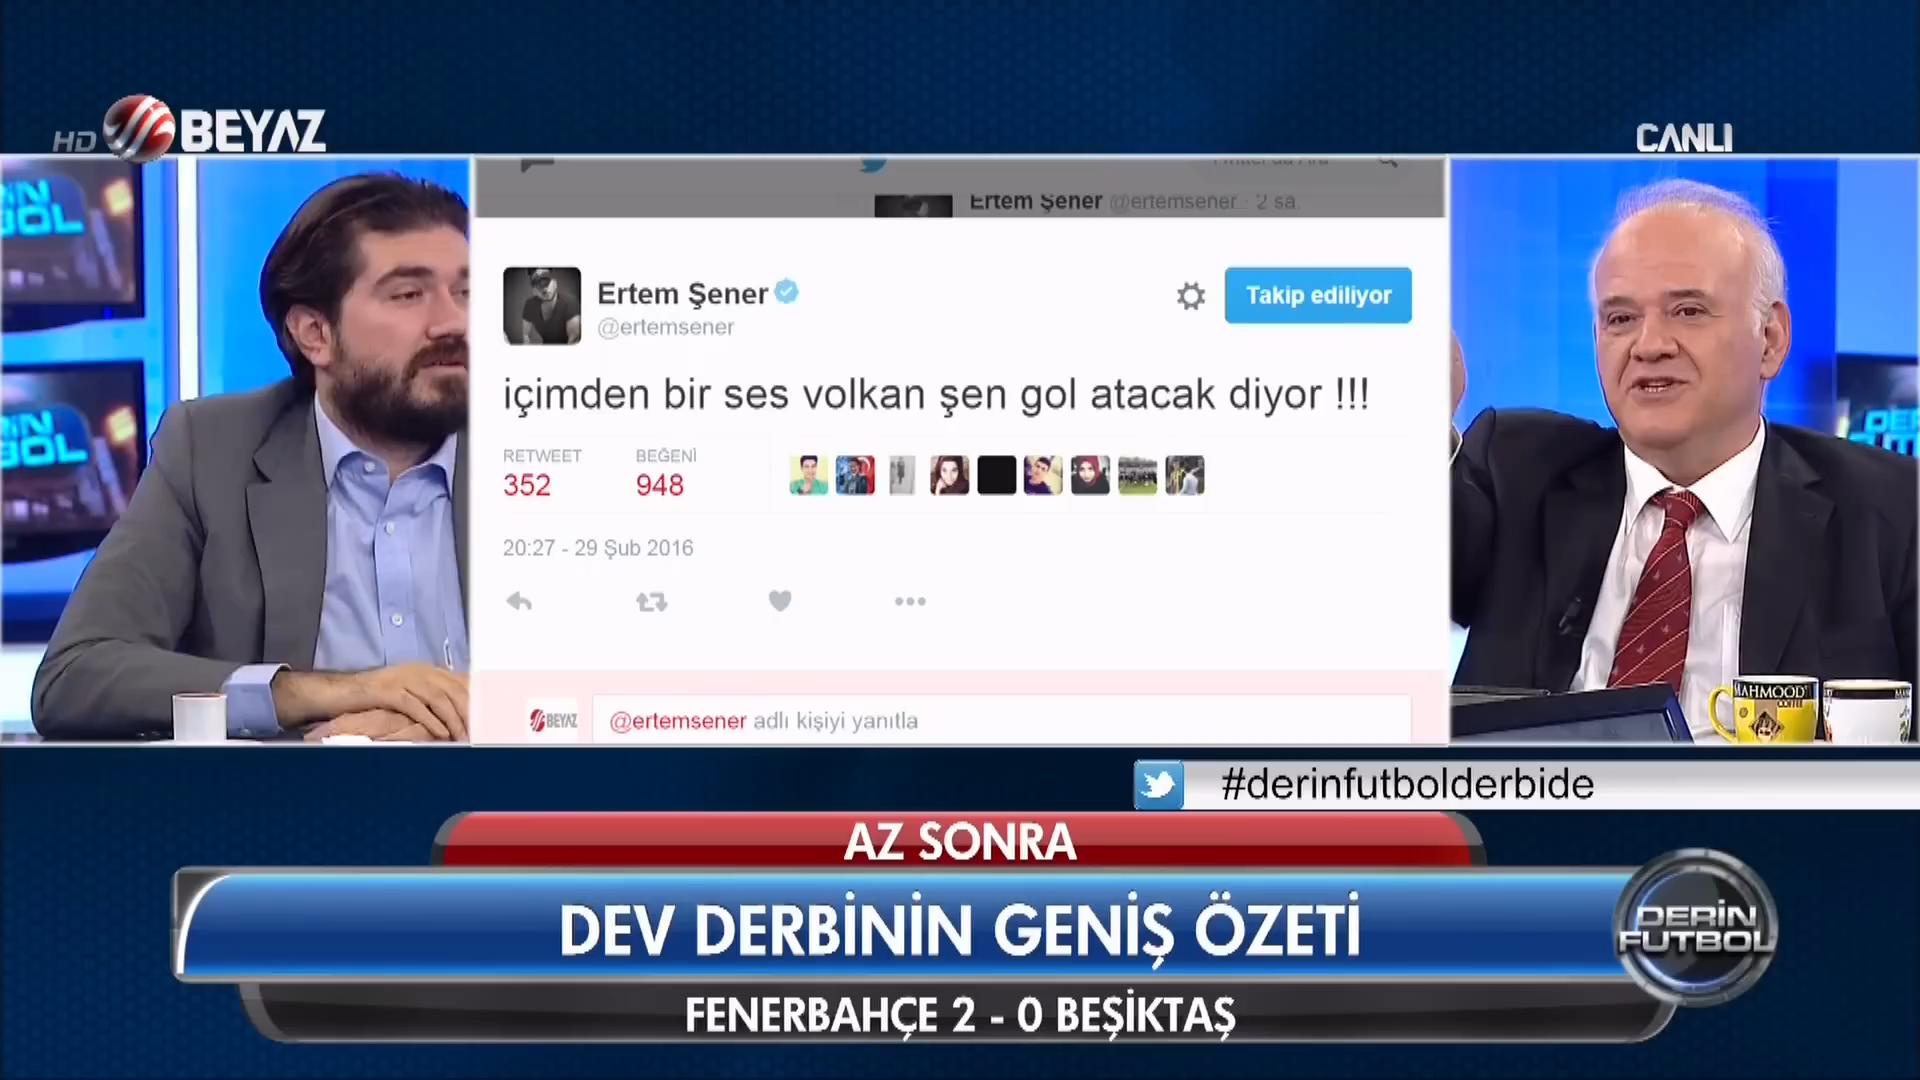 HD BEYAZ
CANLI
Ertem Şener @ertemsener · 2 sa.
Ertem Şener
@ertemsener
Takip ediliyor
içimden bir ses volkan şen gol atacak diyor !!!
RETWEET BEĞENİ
352 948
20:27 - 29 Şub 2016
BEYAZ @ertemsener adlı kişiyi yanıtla
MAHMOOD
COFFEE
#derinfutbolderbide
AZ SONRA
DEV DERBİNİN GENİŞ ÖZETİ
DERİN
FUTBOL
FENERBAHÇE 2 - 0 BEŞİKTAŞ